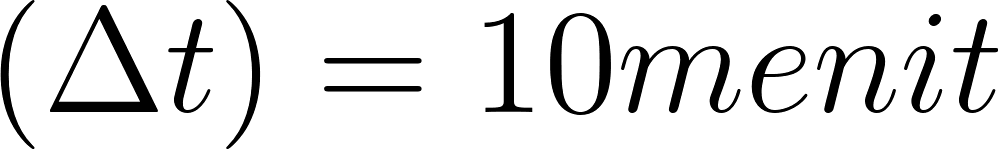 (Δt) = 10menit